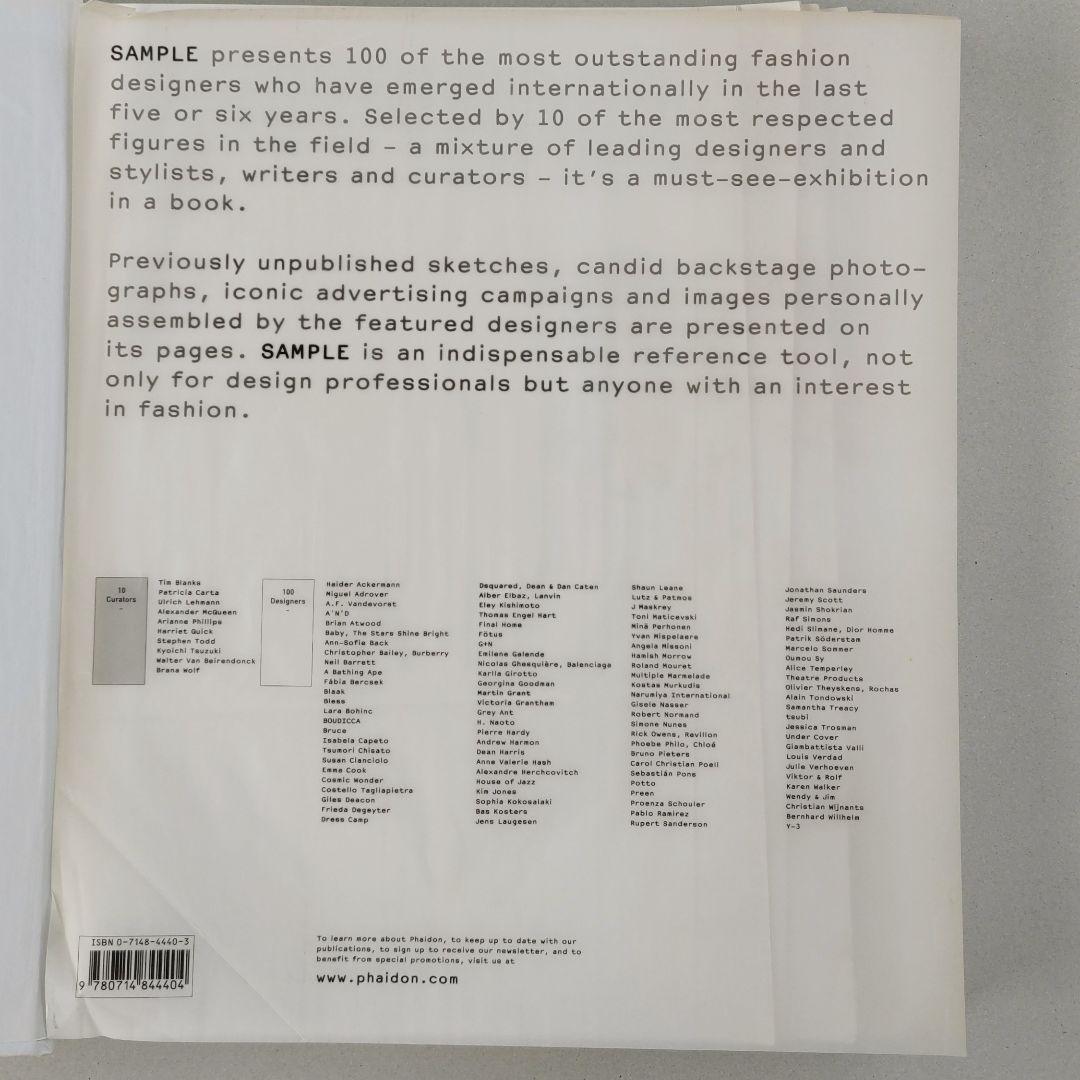 SAMPLE presents 100 of the most outstanding fashion
designers who have emerged internationally in the last
five or six years. Selected by 10 of the most respected
figures in the field – a mixture of leading designers and
stylists, writers and curators – it's a must-see-exhibition
in a book.
Previously unpublished sketches, candid backstage photo-
graphs, iconic advertising campaigns and images personally
assembled by the featured designers are presented on
its pages. SAMPLE is an indispensable reference tool, not
only for design professionals but anyone with an interest
in fashion.
10
Curators
–
Tim Blanks
Patricia Carta
Ulrich Lehmann
Alexander McQueen
Arianne Phillips
Harriet Quick
Stephen Todd
Kyoichi Tsuzuki
Walter Van Beirendonck
Brana Wolf
100
Designers
–
Haider Ackermann
Miguel Adrover
A.F. Vandevorst
A'N'D
Brian Atwood
Baby, The Stars Shine Bright
Ann-Sofie Back
Christopher Bailey, Burberry
Neil Barrett
A Bathing Ape
Fábia Bercsek
Blaak
Bless
Lara Bohinc
BOUDICCA
Bruce
Isabela Capeto
Tsumori Chisato
Susan Cianciolo
Emma Cook
Cosmic Wonder
Costello Tagliapietra
Giles Deacon
Frieda Degeyter
Dress Camp
Dsquared, Dean & Dan Caten
Alber Elbaz, Lanvin
Eley Kishimoto
Thomas Engel Hart
Final Home
Fötus
G+N
Emilene Galende
Nicolas Ghesquière, Balenciaga
Karlla Girotto
Georgina Goodman
Martin Grant
Victoria Grantham
Grey Ant
H. Naoto
Pierre Hardy
Andrew Harmon
Dean Harris
Anne Valerie Hash
Alexandre Herchcovitch
House of Jazz
Kim Jones
Sophia Kokosalaki
Bas Kosters
Jens Laugesen
Shaun Leane
Lutz & Patmos
J Maskrey
Toni Maticevski
Minä Perhonen
Yvan Mispelaere
Angela Missoni
Hamish Morrow
Roland Mouret
Multiple Marmelade
Kostas Murkudis
Narumiya International
Gisele Nasser
Robert Normand
Simone Nunes
Rick Owens, Revillon
Phoebe Philo, Chloé
Bruno Pieters
Carol Christian Poell
Sebastián Pons
Potto
Preen
Proenza Schouler
Pablo Ramirez
Rupert Sanderson
Jonathan Saunders
Jeremy Scott
Jasmin Shokrian
Raf Simons
Hedi Slimane, Dior Homme
Patrik Söderstam
Marcelo Sommer
Oumou Sy
Alice Temperley
Theatre Products
Olivier Theyskens, Rochas
Alain Tondowski
Samantha Treacy
tsubi
Jessica Trosman
Under Cover
Giambattista Valli
Louis Verdad
Julie Verhoeven
Viktor & Rolf
Karen Walker
Wendy & Jim
Christian Wijnants
Bernhard Willhelm
Y-3
ISBN 0-7148-4440-3
9 780714 844404
To learn more about Phaidon, to keep up to date with our
publications, to sign up to receive our newsletter, and to
benefit from special promotions, visit us at
www.phaidon.com